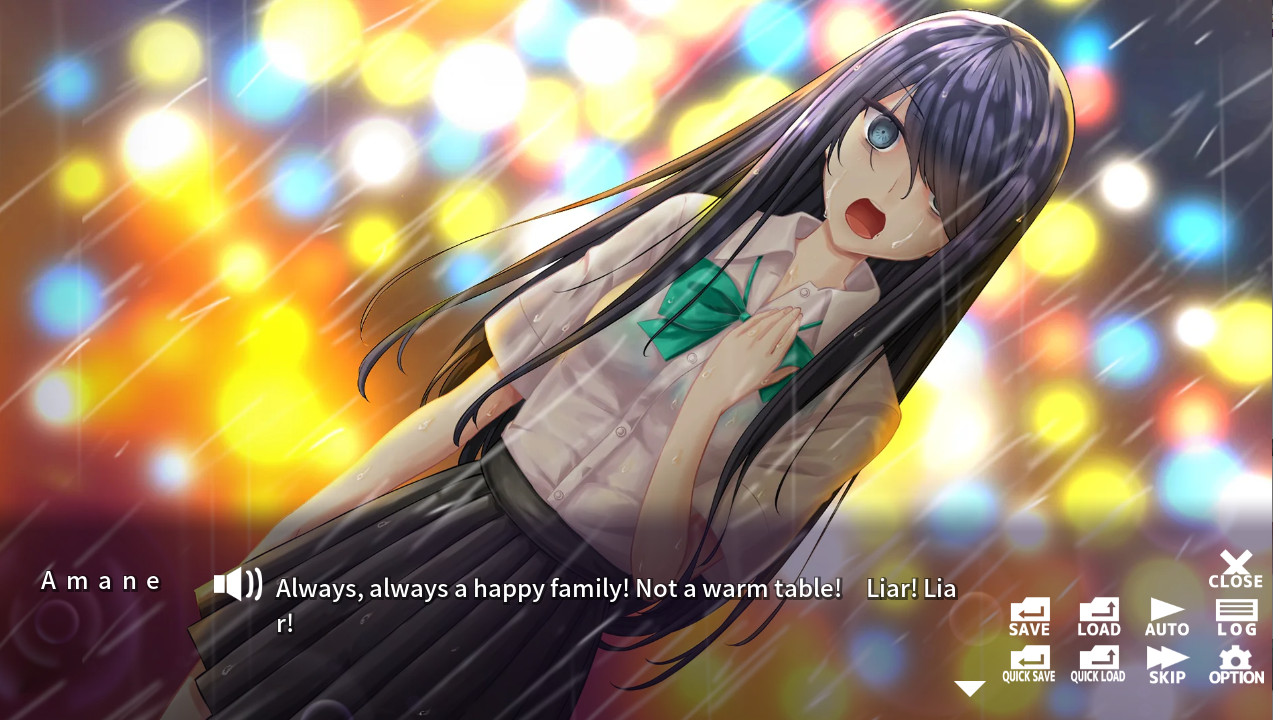 Amane
Always, always a happy family! Not a warm table! Liar! Lia
r!
CLOSE
SAVE LOAD AUTO LOG
QUICK SAVE QUICK LOAD SKIP OPTION